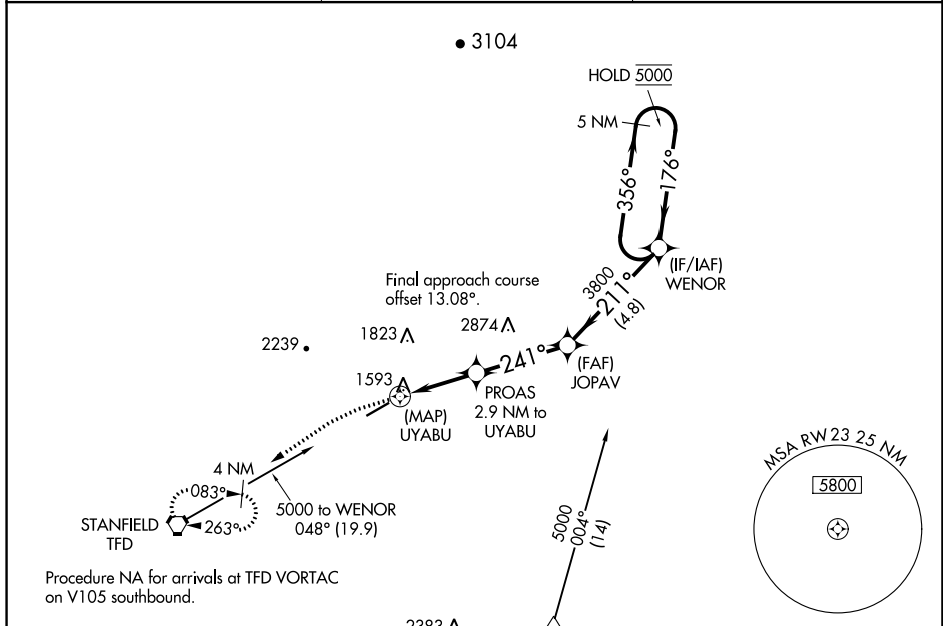 3104
HOLD 5000
5 NM
356°
176°
(IF/IAF)
WENOR
3800
211°
(4.8)
Final approach course
offset 13.08°.
1823
2874
2239
1593
241°
(FAF)
JOPAV
PROAS
2.9 NM to
UYABU
(MAP)
UYABU
MSA RW 23 25 NM
5800
4 NM
083°
263°
5000 to WENOR
048° (19.9)
STANFIELD
TFD
5000
004°
(14)
Procedure NA for arrivals at TFD VORTAC
on V105 southbound.
2383